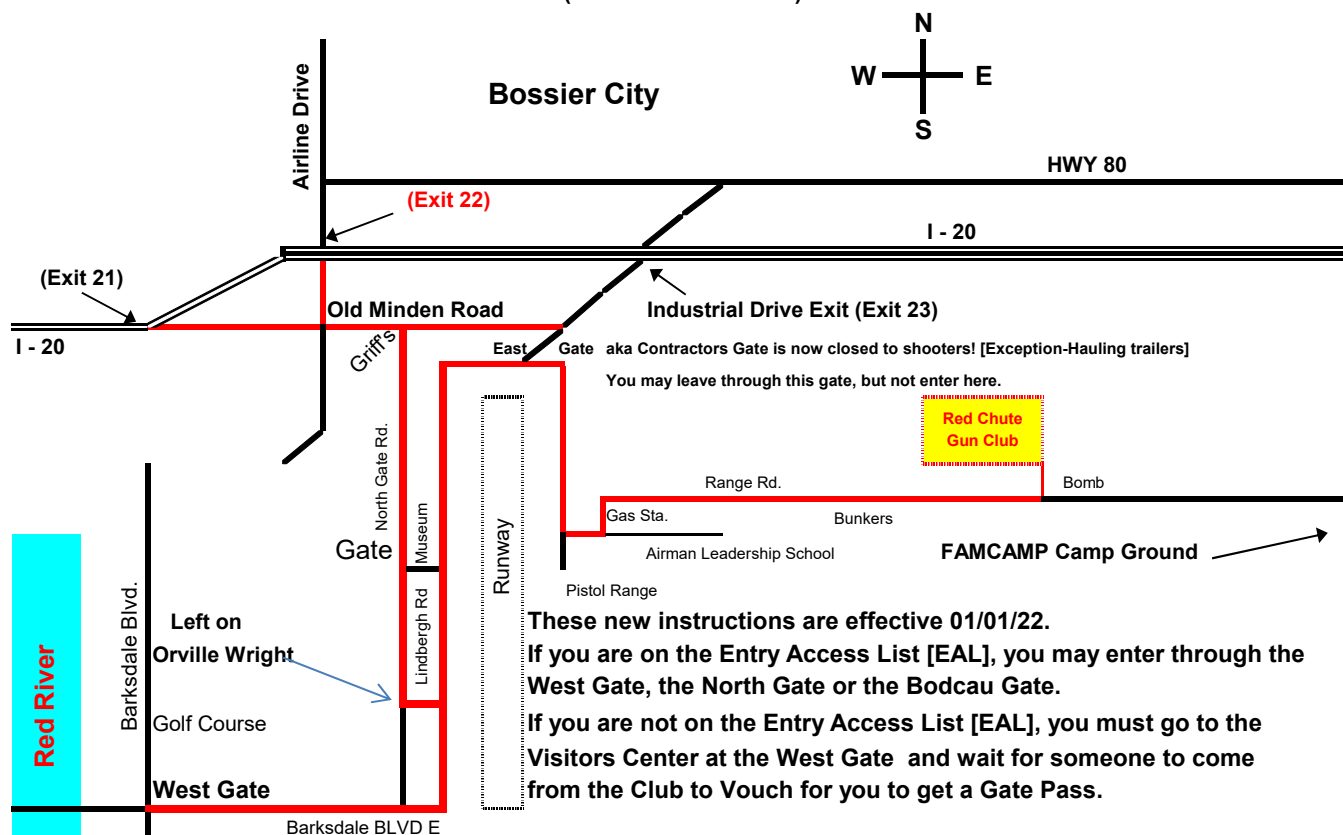 N
W E
S
Bossier City
Airline Drive
HWY 80
(Exit 22)
I - 20
(Exit 21)
Old Minden Road
Industrial Drive Exit (Exit 23)
I - 20
Griff's
East Gate aka Contractors Gate is now closed to shooters! [Exception-Hauling trailers]
You may leave through this gate, but not enter here.
Red Chute
Gun Club
North Gate Rd.
Range Rd.
Bomb
Museum
Gas Sta.
Bunkers
Gate
Runway
Airman Leadership School
FAMCAMP Camp Ground
Pistol Range
Barksdale Blvd.
Lindbergh Rd
Left on
Orville Wright
Red River
Golf Course
West Gate
Barksdale BLVD E
These new instructions are effective 01/01/22.
If you are on the Entry Access List [EAL], you may enter through the
West Gate, the North Gate or the Bodcau Gate.
If you are not on the Entry Access List [EAL], you must go to the
Visitors Center at the West Gate and wait for someone to come
from the Club to Vouch for you to get a Gate Pass.